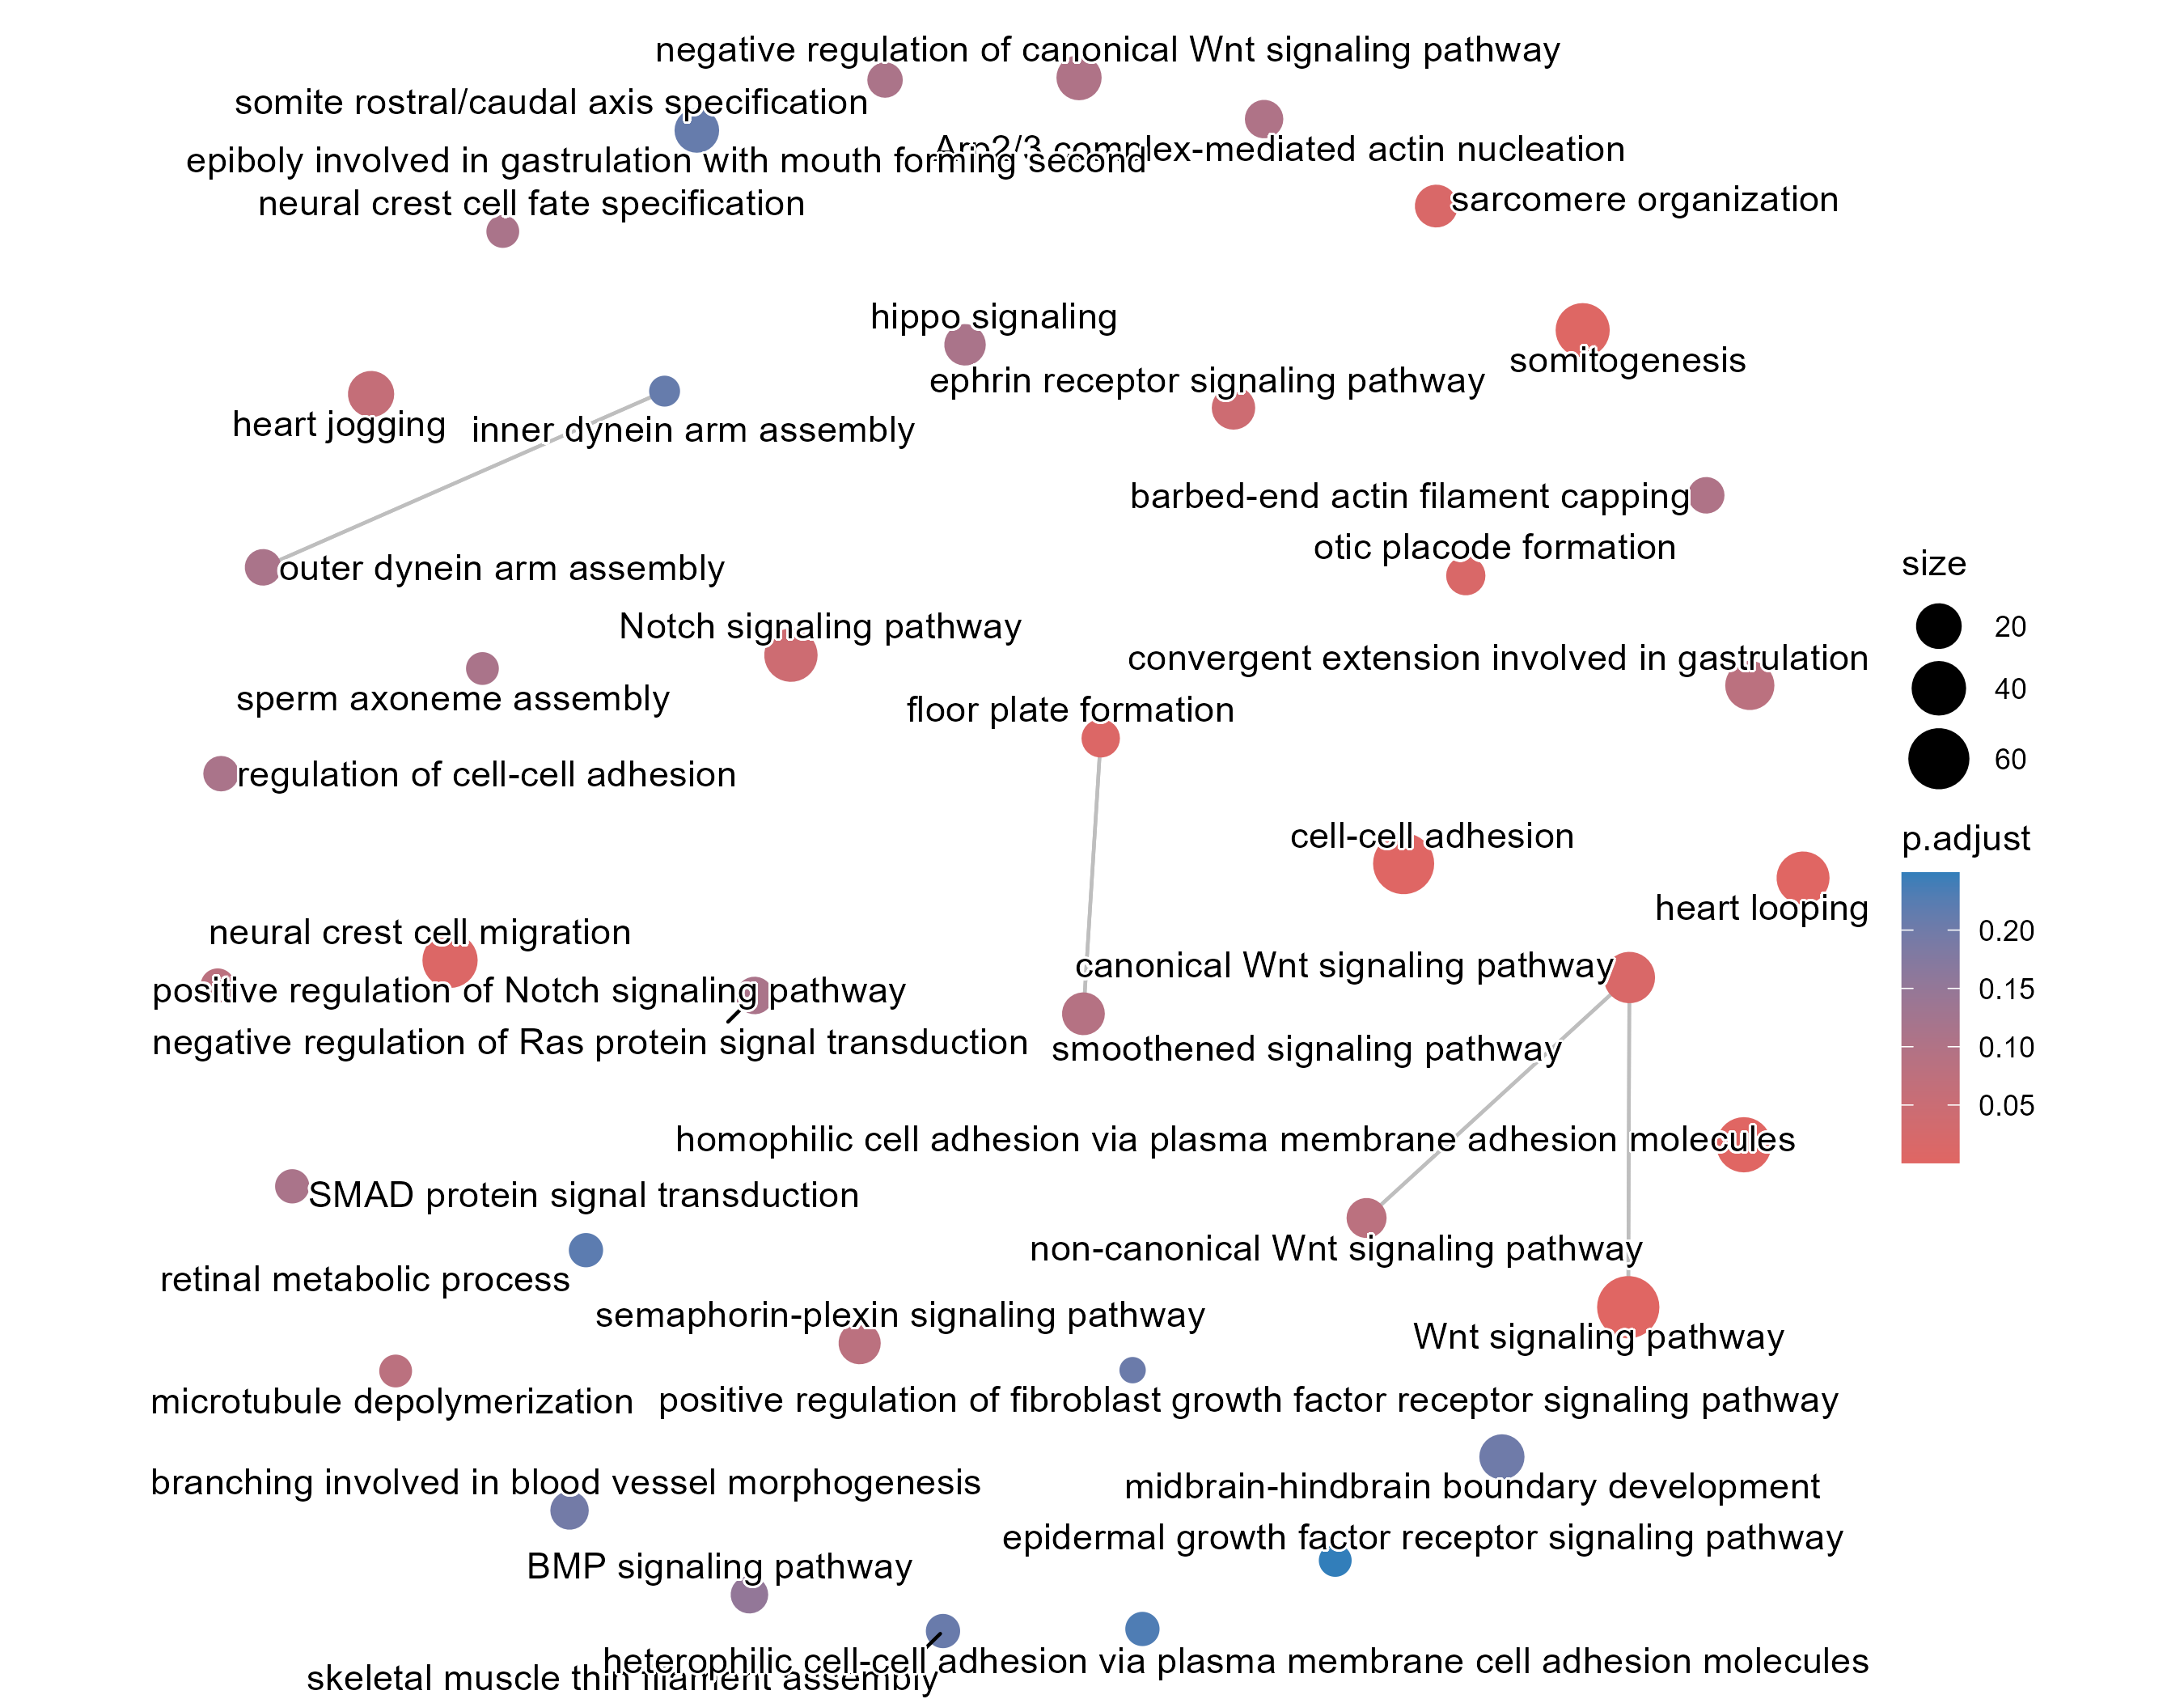 negative regulation of canonical Wnt signaling pathway
somite rostral/caudal axis specification
Arp2/3 complex-mediated actin nucleation
epiboly involved in gastrulation with mouth forming second
neural crest cell fate specification
sarcomere organization
hippo signaling
somitogenesis
ephrin receptor signaling pathway
heart jogging
inner dynein arm assembly
barbed-end actin filament capping
otic placode formation
outer dynein arm assembly
Notch signaling pathway
convergent extension involved in gastrulation
sperm axoneme assembly
floor plate formation
regulation of cell-cell adhesion
cell-cell adhesion
heart looping
neural crest cell migration
canonical Wnt signaling pathway
positive regulation of Notch signaling pathway
negative regulation of Ras protein signal transduction
smoothened signaling pathway
homophilic cell adhesion via plasma membrane adhesion molecules
SMAD protein signal transduction
non-canonical Wnt signaling pathway
retinal metabolic process
semaphorin-plexin signaling pathway
Wnt signaling pathway
microtubule depolymerization
positive regulation of fibroblast growth factor receptor signaling pathway
branching involved in blood vessel morphogenesis
midbrain-hindbrain boundary development
epidermal growth factor receptor signaling pathway
BMP signaling pathway
heterophilic cell-cell adhesion via plasma membrane cell adhesion molecules
skeletal muscle thin filament assembly
size
20
40
60
p.adjust
0.20
0.15
0.10
0.05